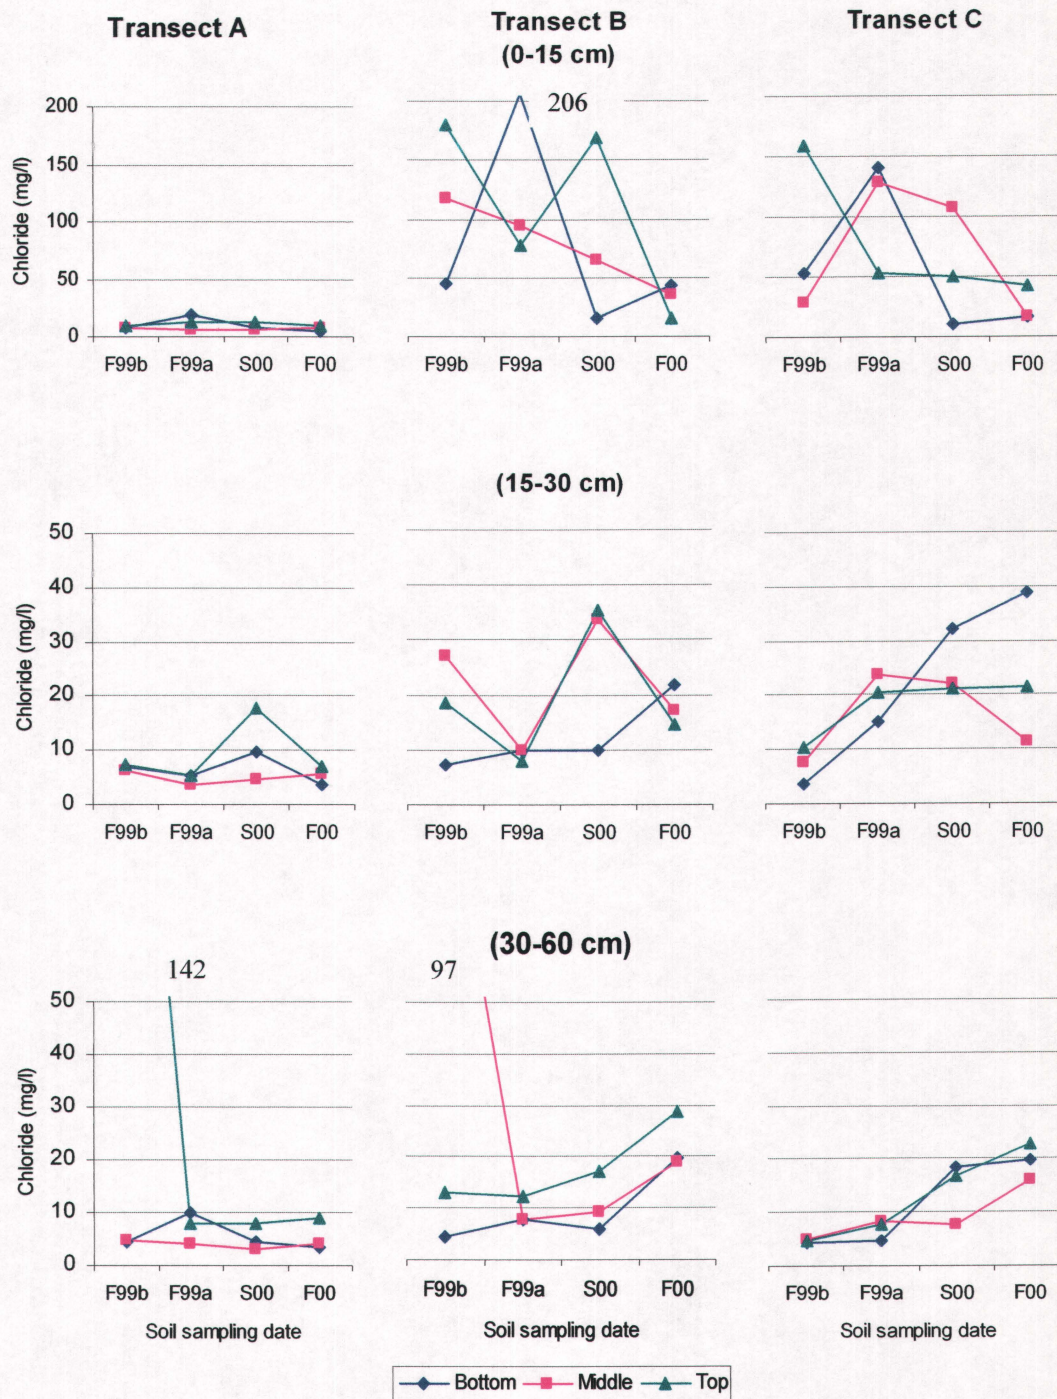 Transect A
Transect B
(0-15 cm)
Transect C
206
Chloride (mg/l)
200
150
100
50
0
F99b F99a S00 F00
F99b F99a S00 F00
F99b F99a S00 F00
(15-30 cm)
Chloride (mg/l)
50
40
30
20
10
0
F99b F99a S00 F00
F99b F99a S00 F00
F99b F99a S00 F00
(30-60 cm)
142
97
Chloride (mg/l)
50
40
30
20
10
0
F99b F99a S00 F00
F99b F99a S00 F00
F99b F99a S00 F00
Soil sampling date
Soil sampling date
Soil sampling date
Bottom Middle Top